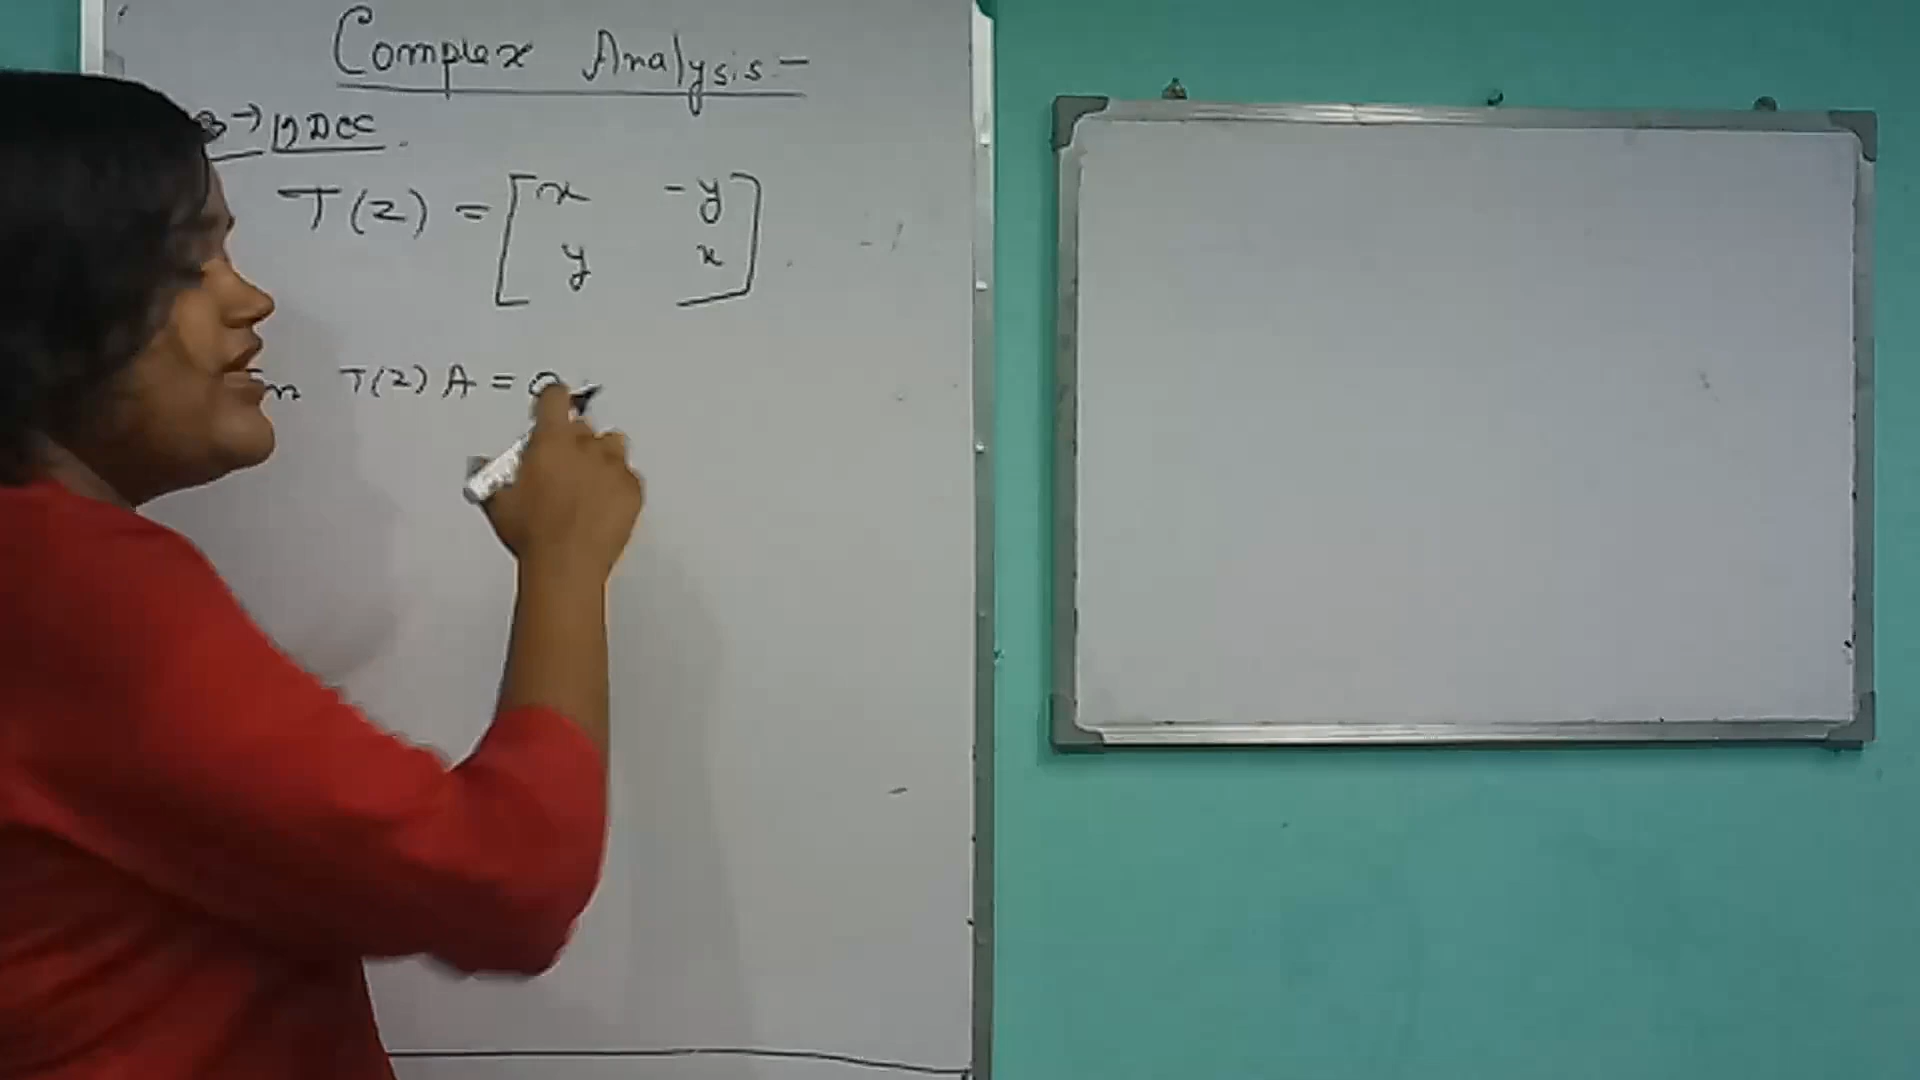 Complex Analysis -
T(z) = [ x -y
y x ]
T(z) A = 0